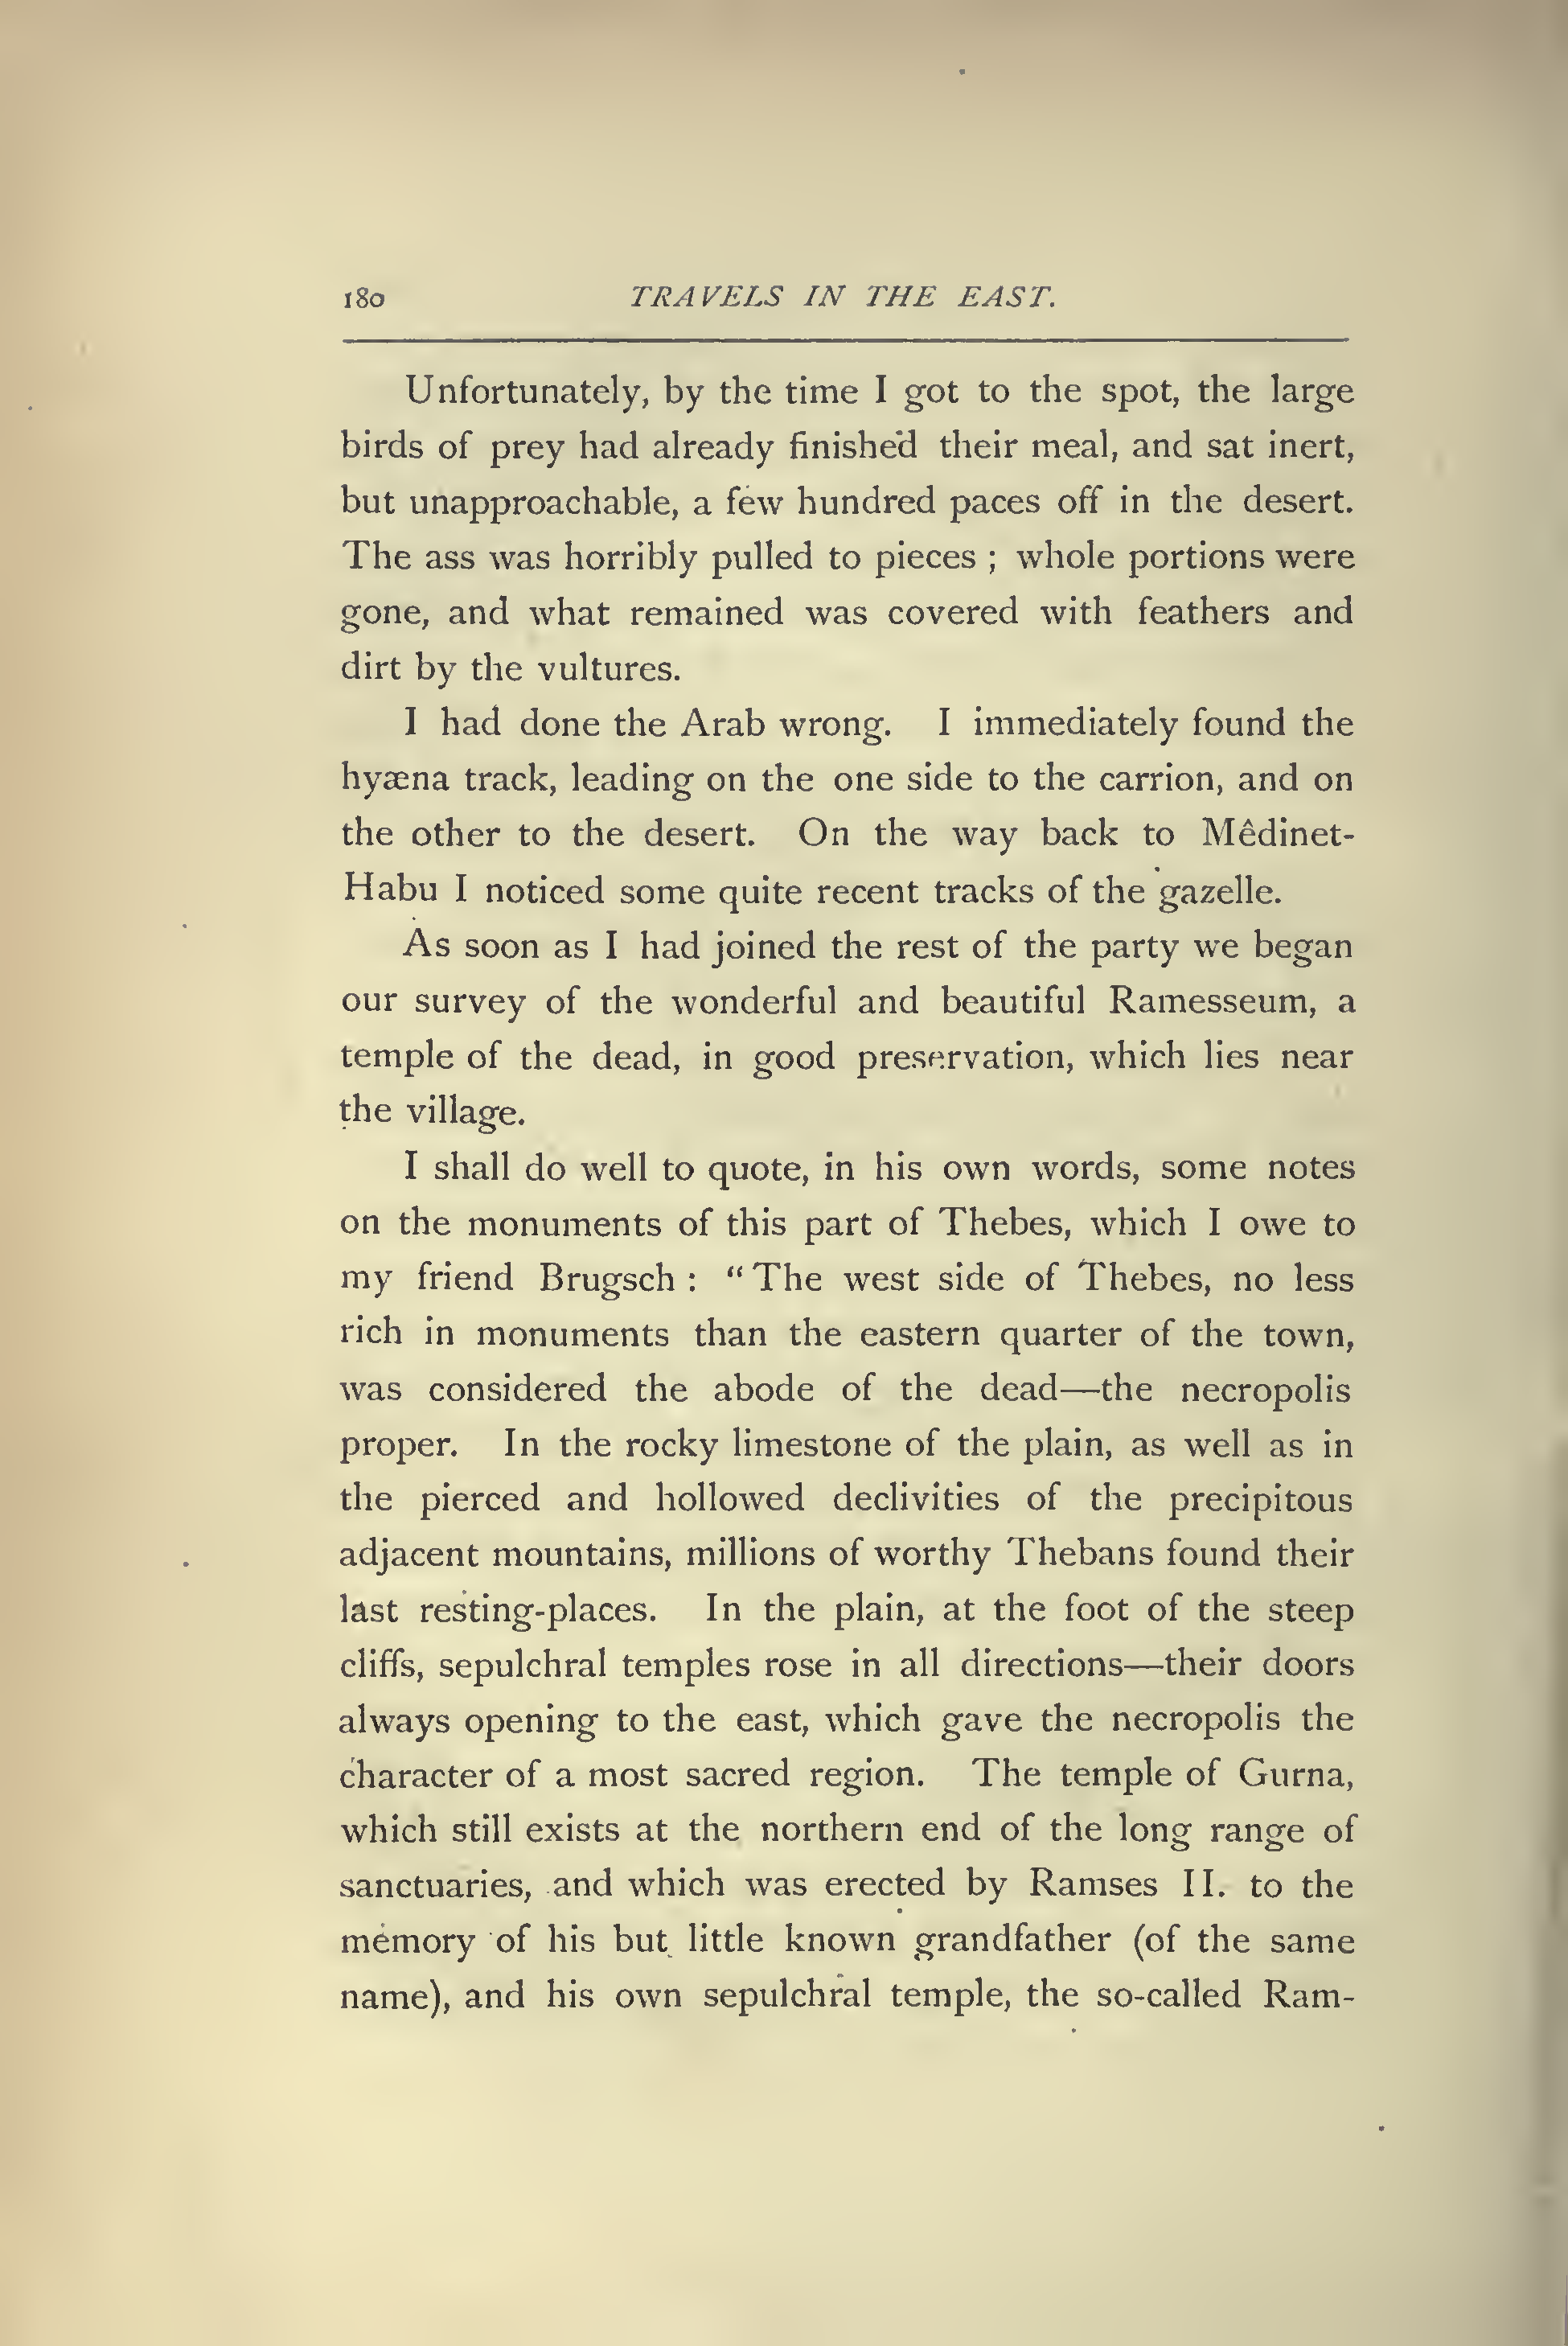 180 TRAVELS IN THE EAST.
Unfortunately, by the time I got to the spot, the large
birds of prey had already finished their meal, and sat inert,
but unapproachable, a few hundred paces off in the desert.
The ass was horribly pulled to pieces ; whole portions were
gone, and what remained was covered with feathers and
dirt by the vultures.
I had done the Arab wrong. I immediately found the
hyæna track, leading on the one side to the carrion, and on
the other to the desert. On the way back to Mêdinet-
Habu I noticed some quite recent tracks of the gazelle.
As soon as I had joined the rest of the party we began
our survey of the wonderful and beautiful Ramesseum, a
temple of the dead, in good preservation, which lies near
the village.
I shall do well to quote, in his own words, some notes
on the monuments of this part of Thebes, which I owe to
my friend Brugsch : “The west side of Thebes, no less
rich in monuments than the eastern quarter of the town,
was considered the abode of the dead—the necropolis
proper. In the rocky limestone of the plain, as well as in
the pierced and hollowed declivities of the precipitous
adjacent mountains, millions of worthy Thebans found their
last resting-places. In the plain, at the foot of the steep
cliffs, sepulchral temples rose in all directions—their doors
always opening to the east, which gave the necropolis the
character of a most sacred region. The temple of Gurna,
which still exists at the northern end of the long range of
sanctuaries, and which was erected by Ramses II. to the
memory of his but little known grandfather (of the same
name), and his own sepulchral temple, the so-called Ram-